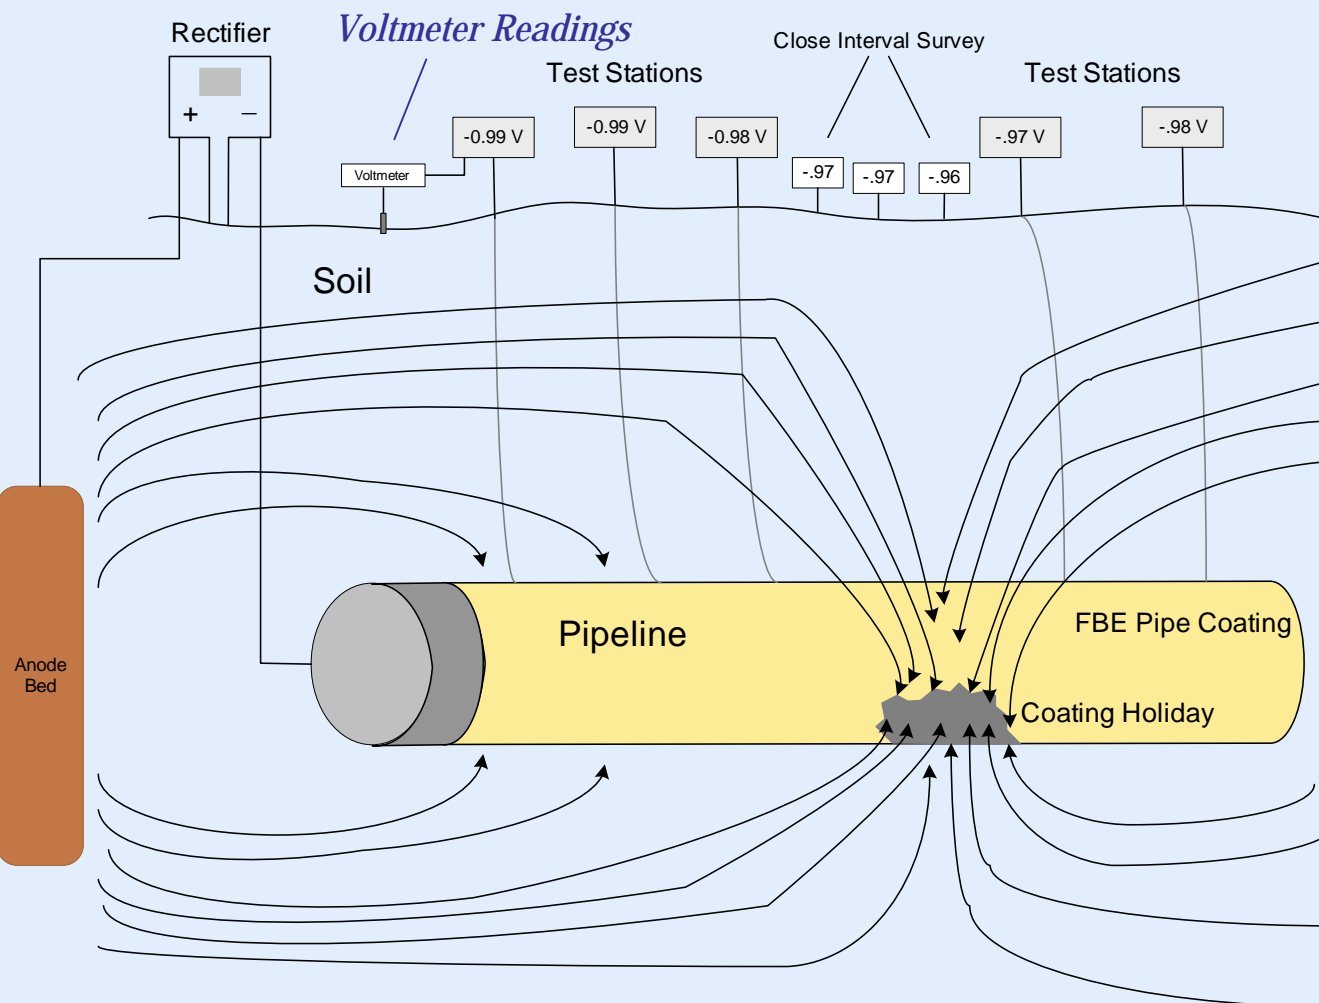 Voltmeter Readings
Rectifier
Close Interval Survey
Test Stations
Test Stations
+ –
-0.99 V
-0.99 V
-0.98 V
-.97 V
-.98 V
Voltmeter
-.97
-.97
-.96
Soil
Pipeline
FBE Pipe Coating
Anode
Bed
Coating Holiday